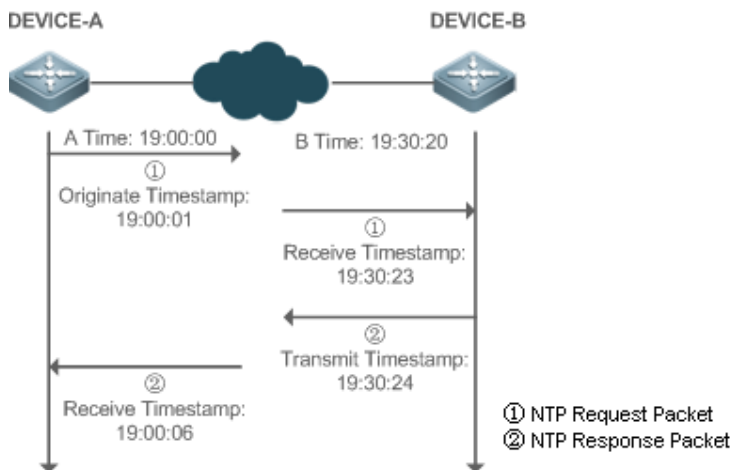 DEVICE-A
DEVICE-B
A Time: 19:00:00
B Time: 19:30:20
①
Originate Timestamp:
19:00:01
①
Receive Timestamp:
19:30:23
②
Transmit Timestamp:
19:30:24
②
Receive Timestamp:
19:00:06
① NTP Request Packet
② NTP Response Packet